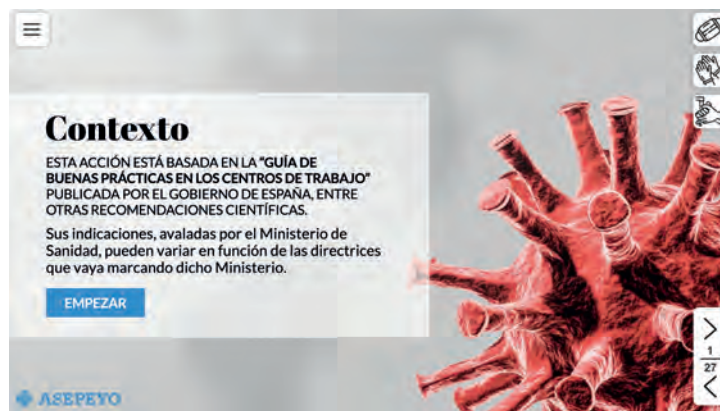 Contexto
ESTA ACCIÓN ESTÁ BASADA EN LA "GUÍA DE
BUENAS PRÁCTICAS EN LOS CENTROS DE TRABAJO"
PUBLICADA POR EL GOBIERNO DE ESPAÑA, ENTRE
OTRAS RECOMENDACIONES CIENTÍFICAS.
Sus indicaciones, avaladas por el Ministerio de
Sanidad, pueden variar en función de las directrices
que vaya marcando dicho Ministerio.
EMPEZAR
1
27
ASEPEYO